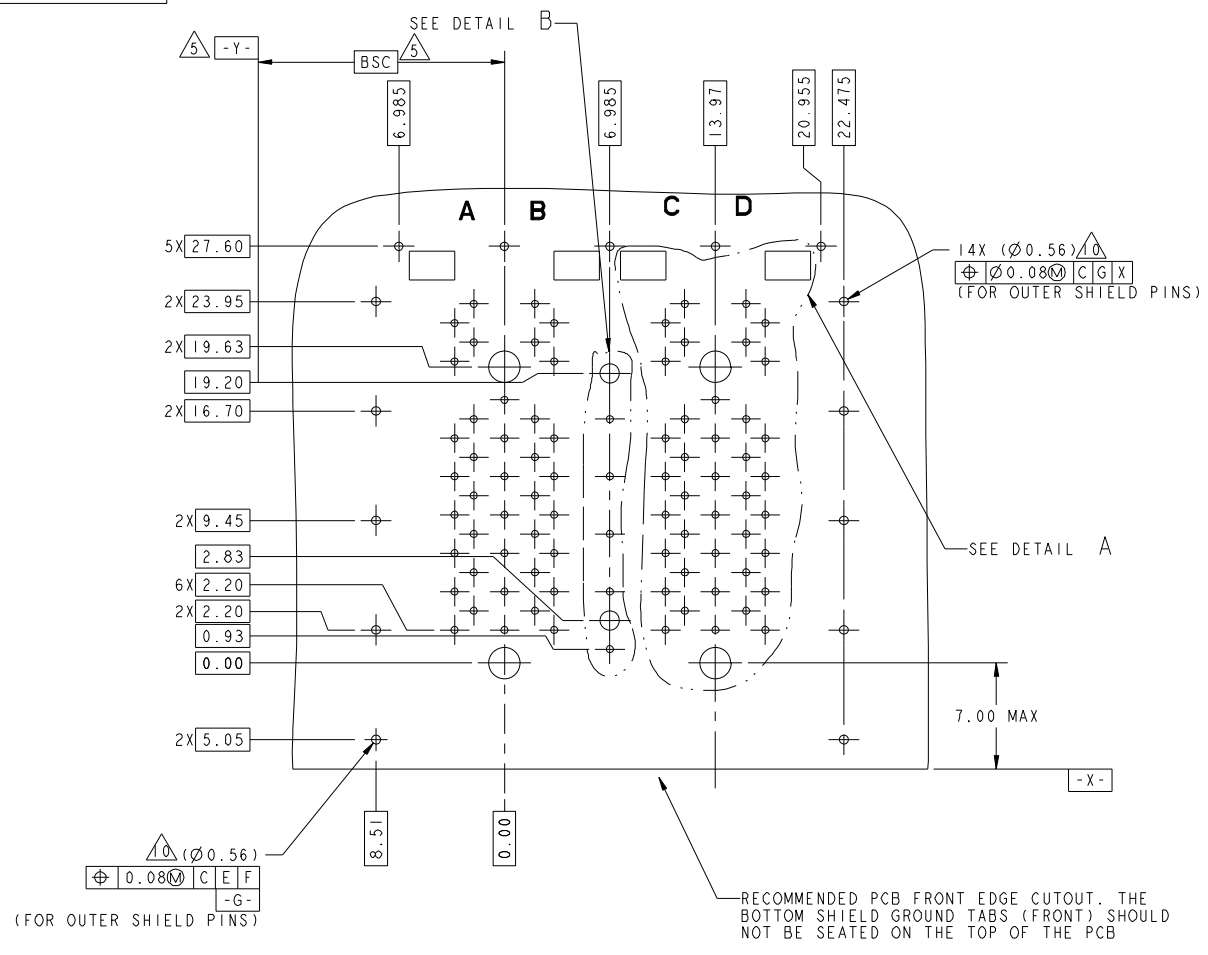 SEE DETAIL B
5 -Y-
BSC 5
6.985
6.985
13.97
20.955
22.475
A B C D
5X 27.60
14X (Ø0.56) 10
⌖ Ø0.08Ⓜ C G X
(FOR OUTER SHIELD PINS)
2X 23.95
2X 19.63
19.20
2X 16.70
2X 9.45
SEE DETAIL A
2.83
6X 2.20
2X 2.20
0.93
0.00
7.00 MAX
2X 5.05
-X-
8.51
0.00
10 (Ø0.56)
⌖ 0.08Ⓜ C E F
-G-
(FOR OUTER SHIELD PINS)
RECOMMENDED PCB FRONT EDGE CUTOUT. THE
BOTTOM SHIELD GROUND TABS (FRONT) SHOULD
NOT BE SEATED ON THE TOP OF THE PCB